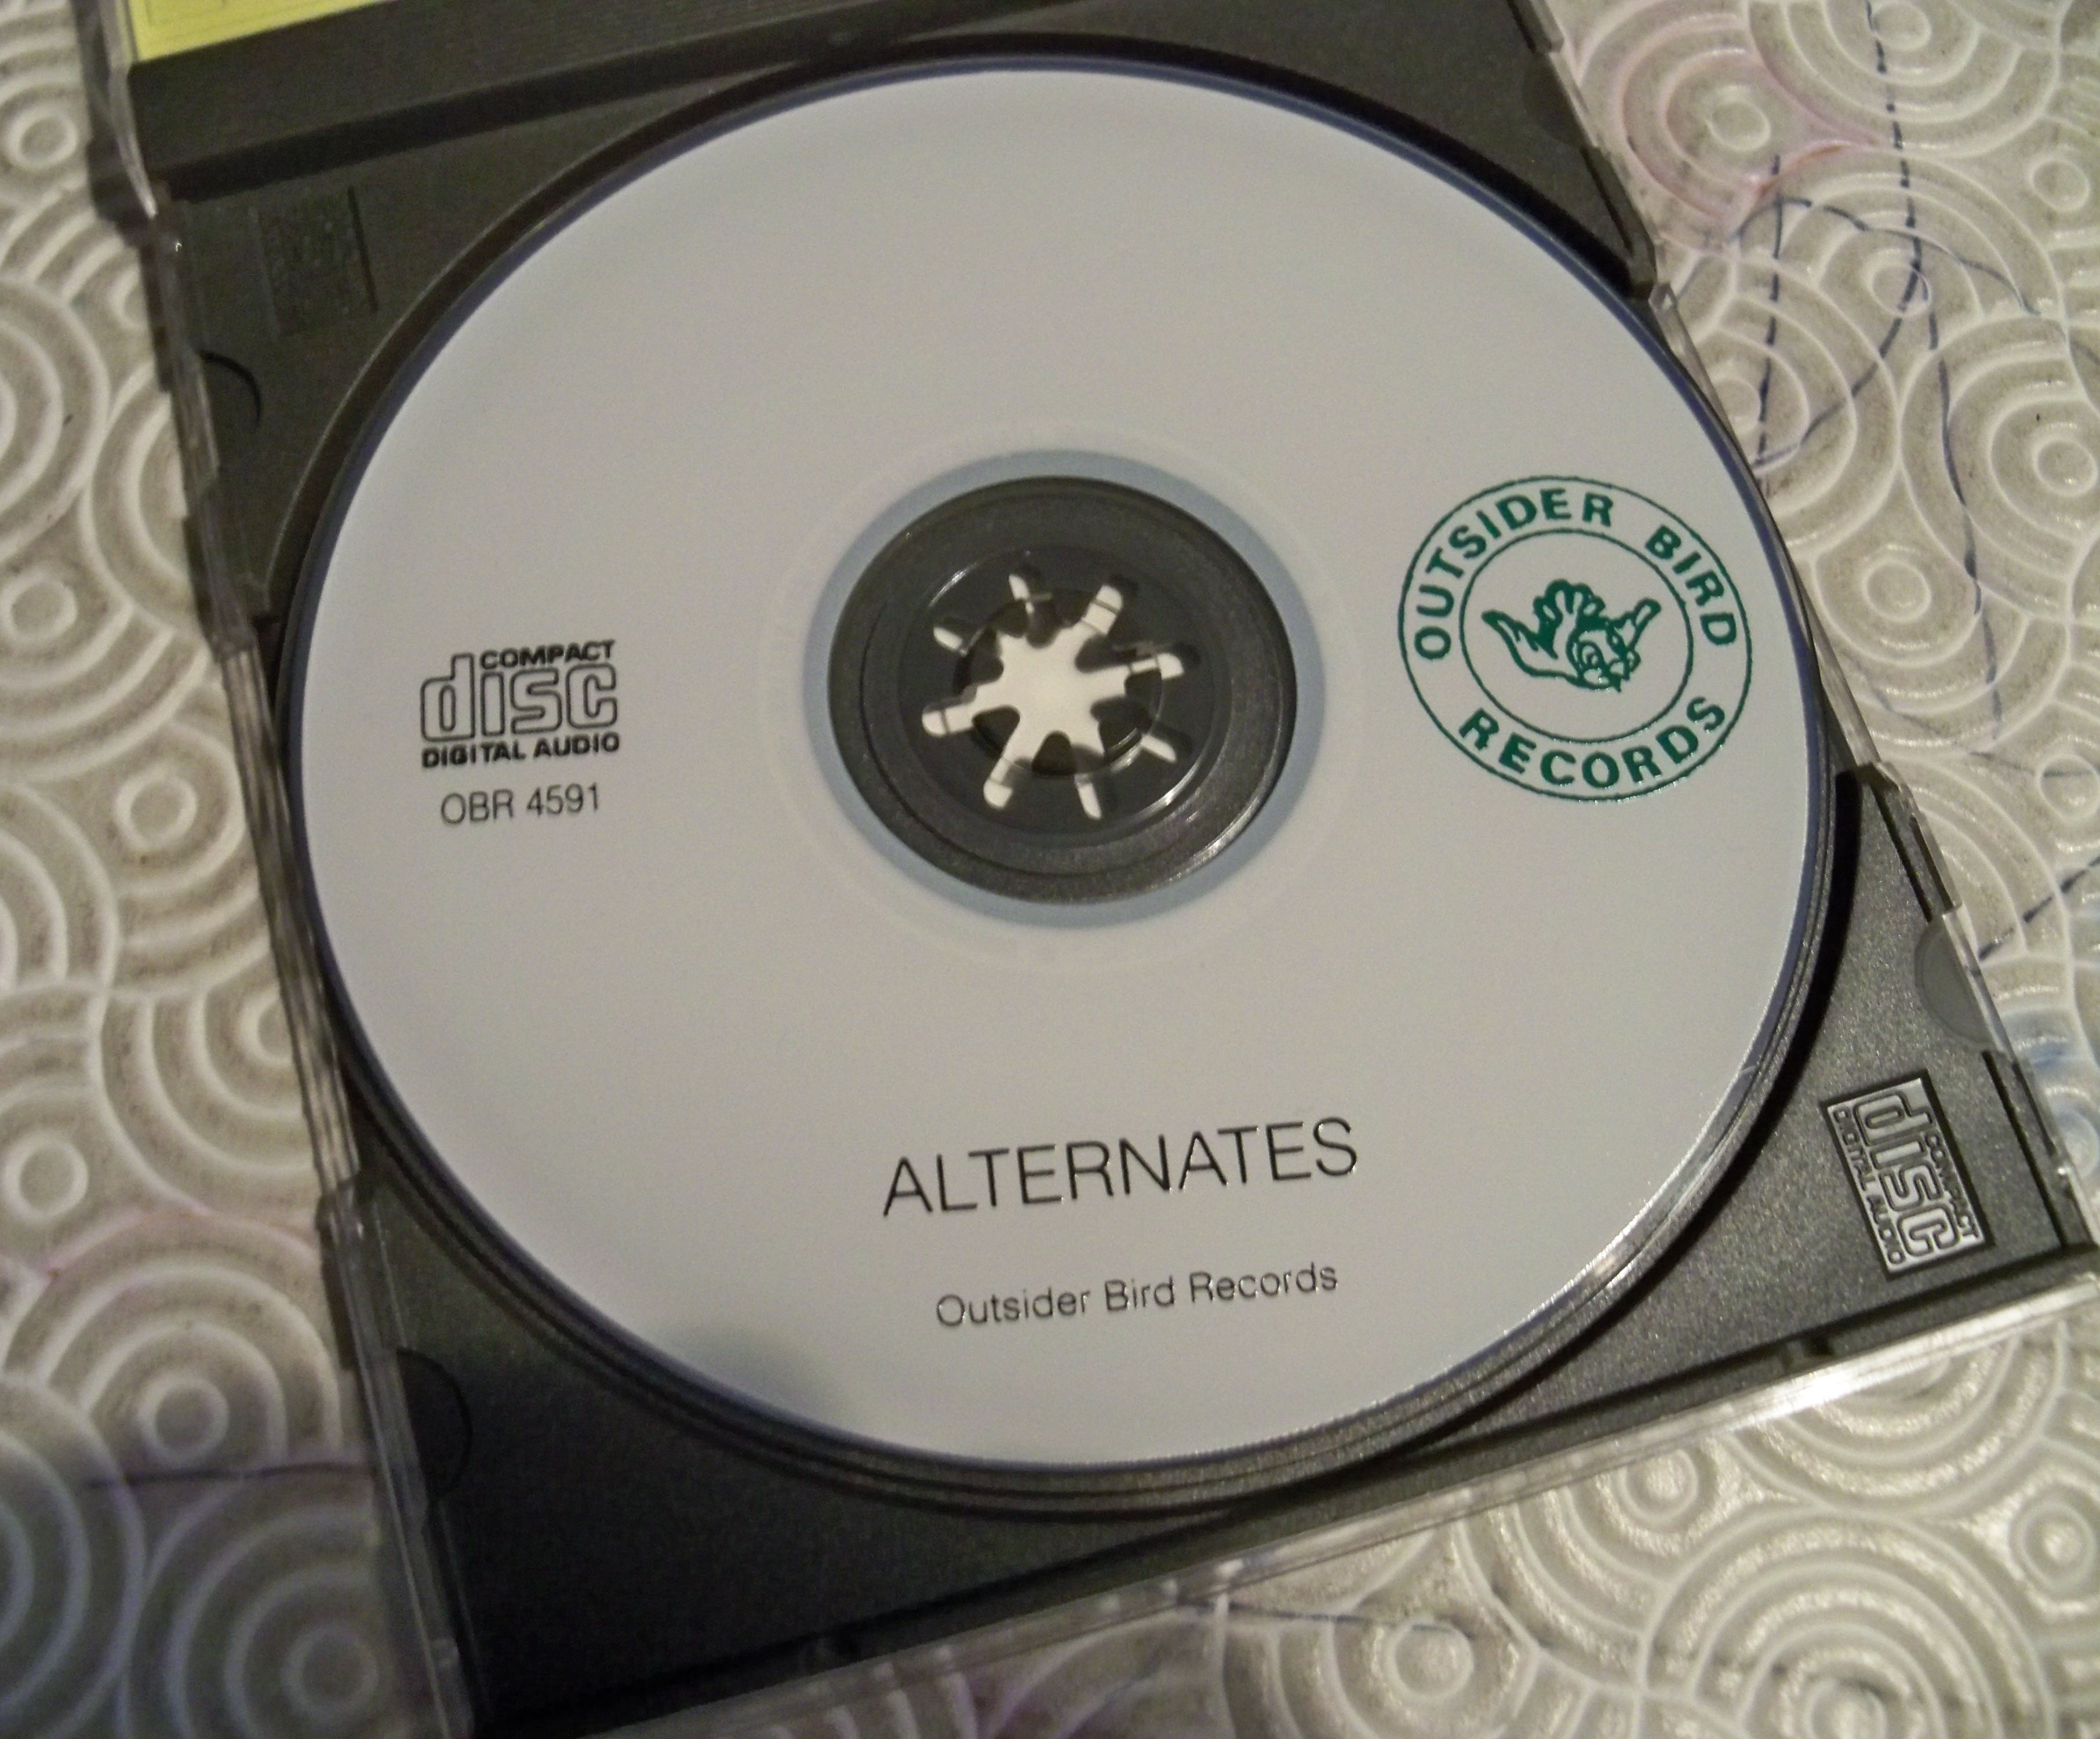 COMPACT
disc
DIGITAL AUDIO
OBR 4591
OUTSIDER BIRD
RECORDS
ALTERNATES
Outsider Bird Records
COMPACT
disc
DIGITAL AUDIO